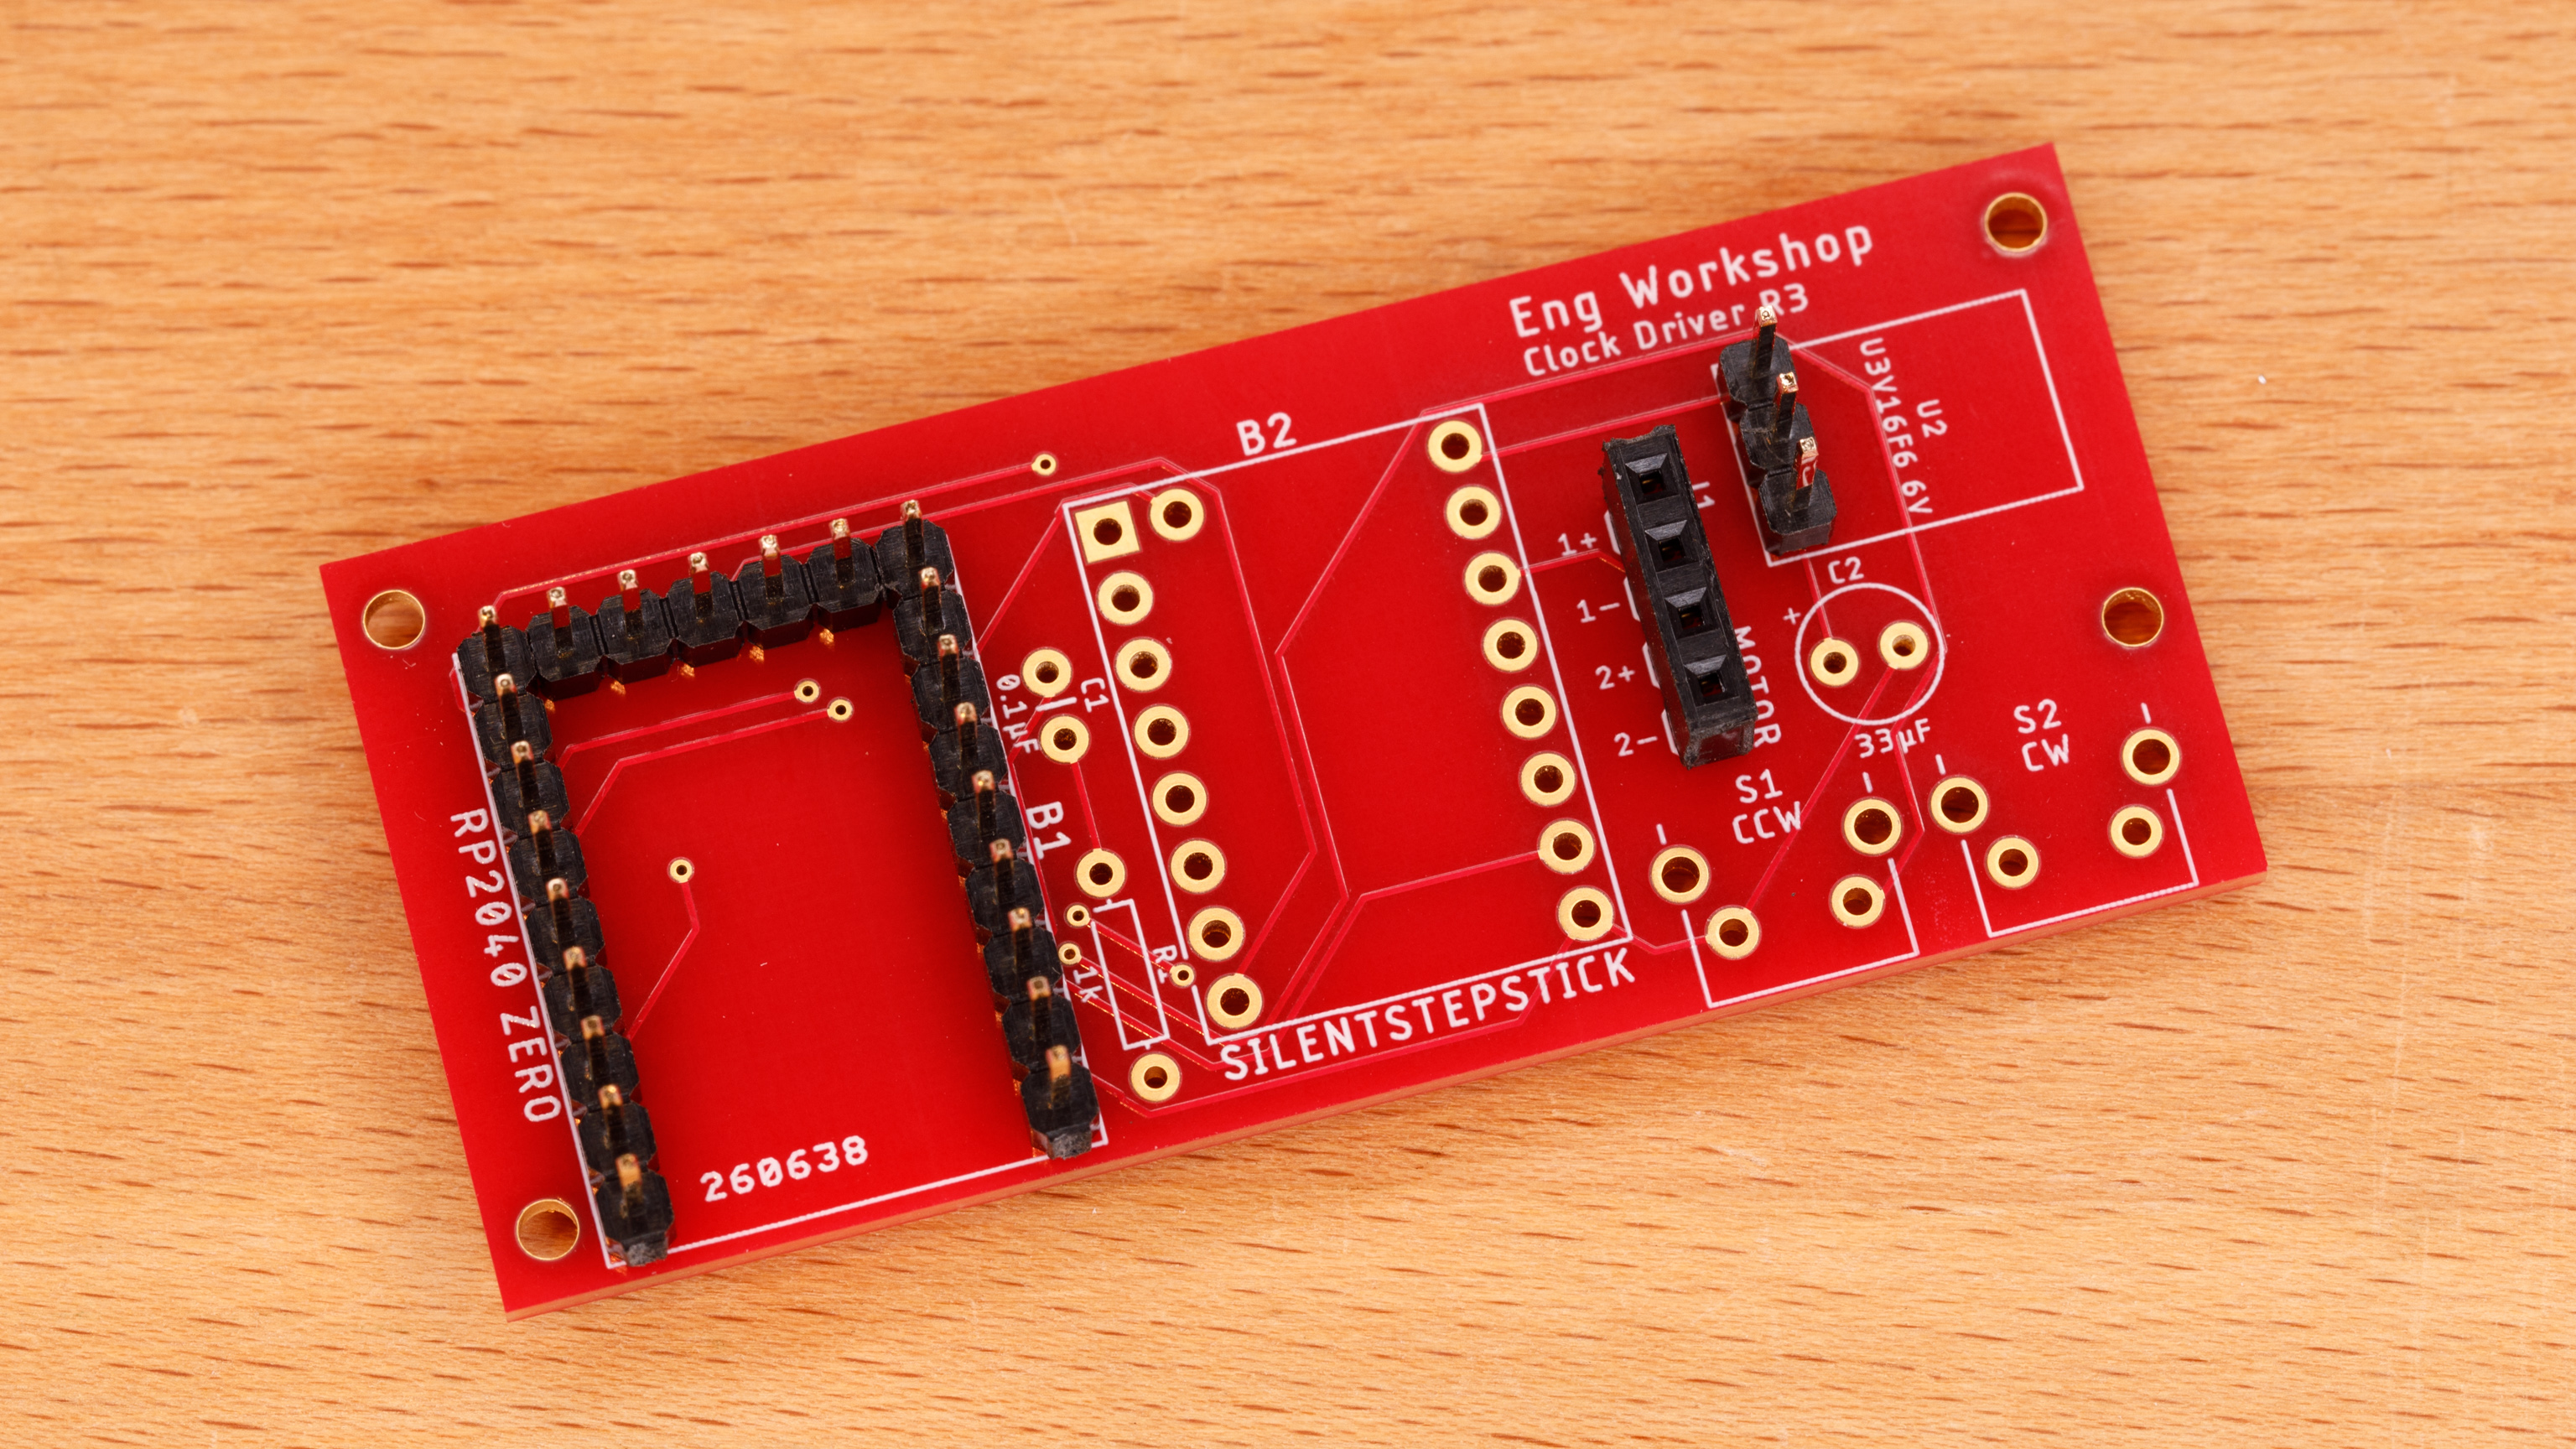 Eng Workshop
Clock Driver R3
B2
U2
U3V16F6 6V
1+
1-
2+
2-
MOTOR
C2
+
33µF
S1
CCW
S2
CW
C1
0.1µF
B1
R1
1k
RP2040 ZERO
SILENTSTEPSTICK
260638